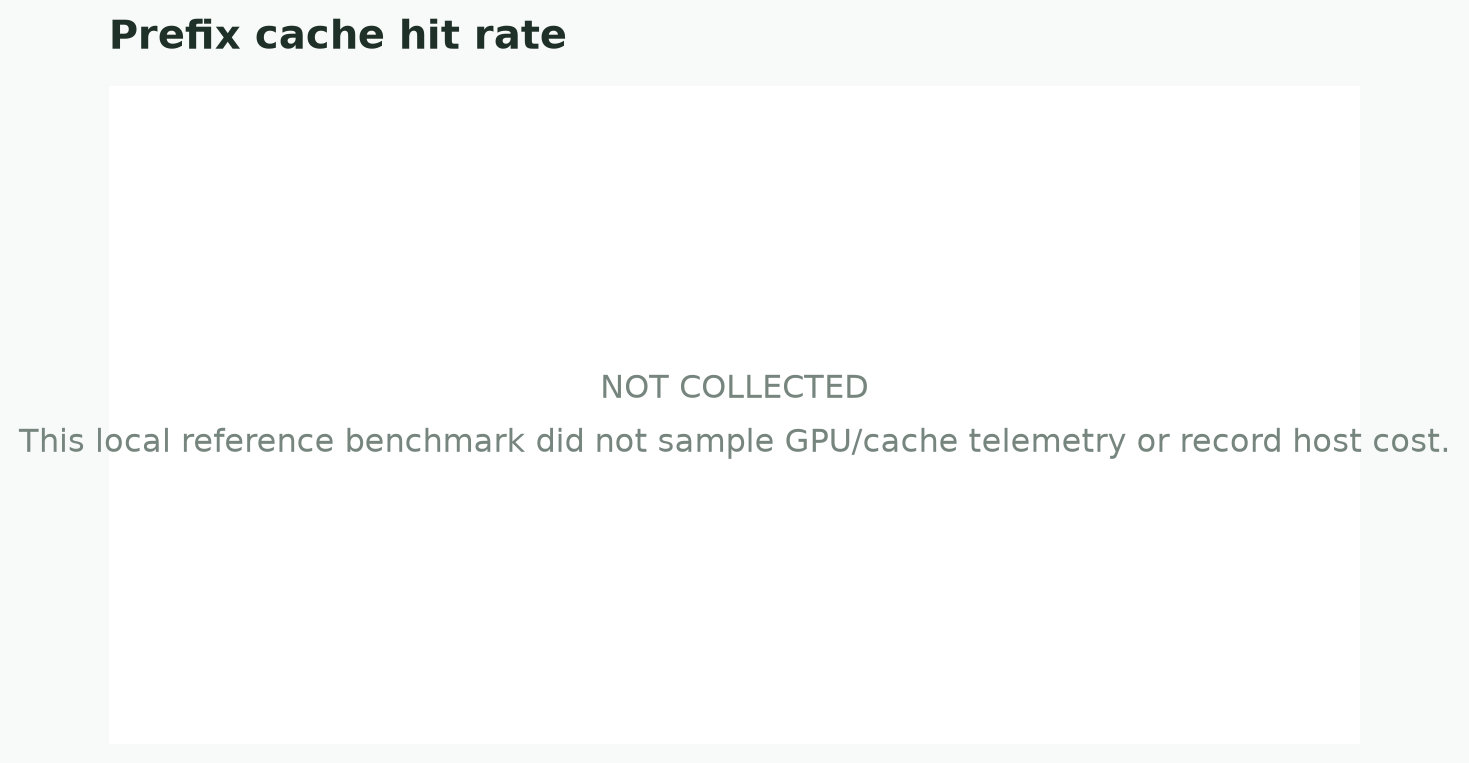 Prefix cache hit rate
NOT COLLECTED
This local reference benchmark did not sample GPU/cache telemetry or record host cost.